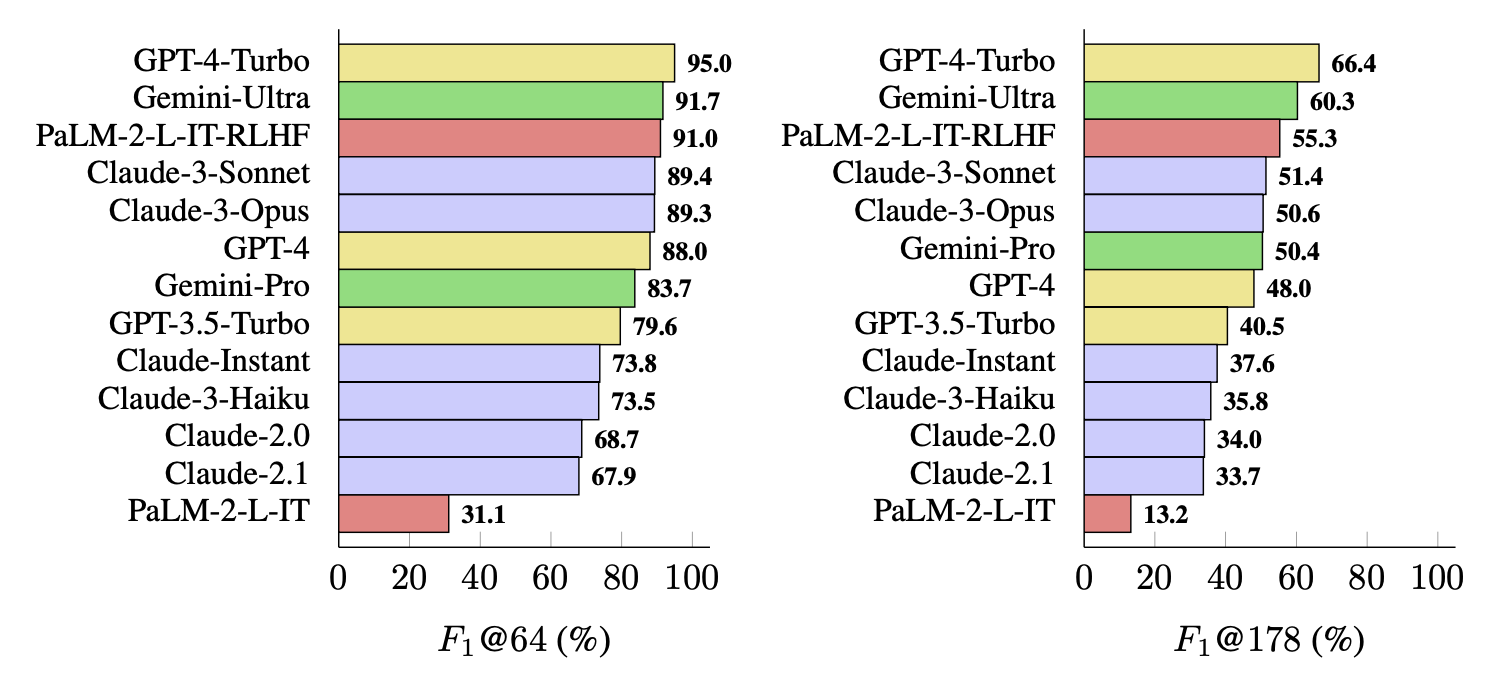 GPT-4-Turbo 95.0
Gemini-Ultra 91.7
PaLM-2-L-IT-RLHF 91.0
Claude-3-Sonnet 89.4
Claude-3-Opus 89.3
GPT-4 88.0
Gemini-Pro 83.7
GPT-3.5-Turbo 79.6
Claude-Instant 73.8
Claude-3-Haiku 73.5
Claude-2.0 68.7
Claude-2.1 67.9
PaLM-2-L-IT 31.1
0 20 40 60 80 100
F₁@64 (%)
GPT-4-Turbo 66.4
Gemini-Ultra 60.3
PaLM-2-L-IT-RLHF 55.3
Claude-3-Sonnet 51.4
Claude-3-Opus 50.6
Gemini-Pro 50.4
GPT-4 48.0
GPT-3.5-Turbo 40.5
Claude-Instant 37.6
Claude-3-Haiku 35.8
Claude-2.0 34.0
Claude-2.1 33.7
PaLM-2-L-IT 13.2
0 20 40 60 80 100
F₁@178 (%)